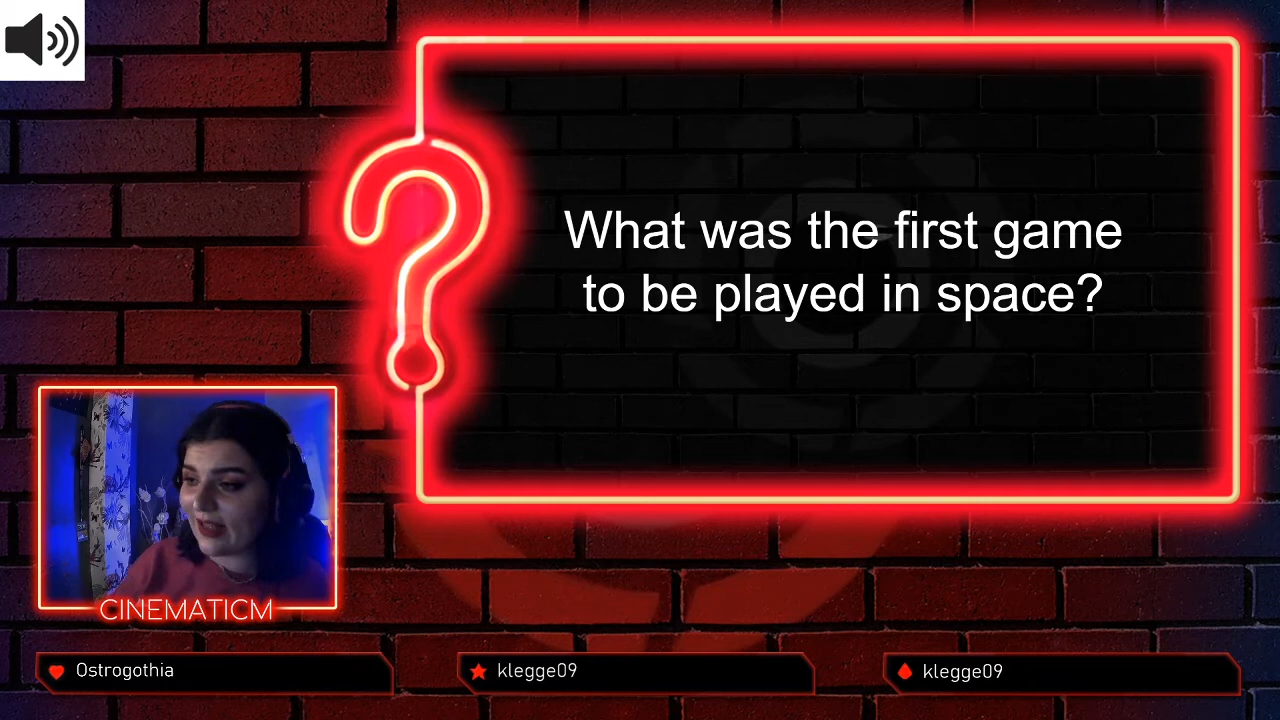 What was the first game
to be played in space?
CINEMATICM
Ostrogothia
klegge09
klegge09